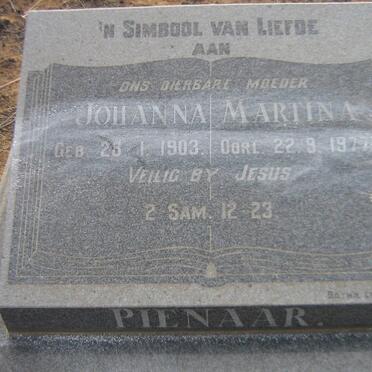 'N SIMBOOL VAN LIEFDE
AAN
ONS DIERBARE MOEDER
JOHANNA MARTINA
GEB. 28. 1. 1903. OORL. 22. 9. 1977
VEILIG BY JESUS
2 SAM. 12-23.
PIENAAR.